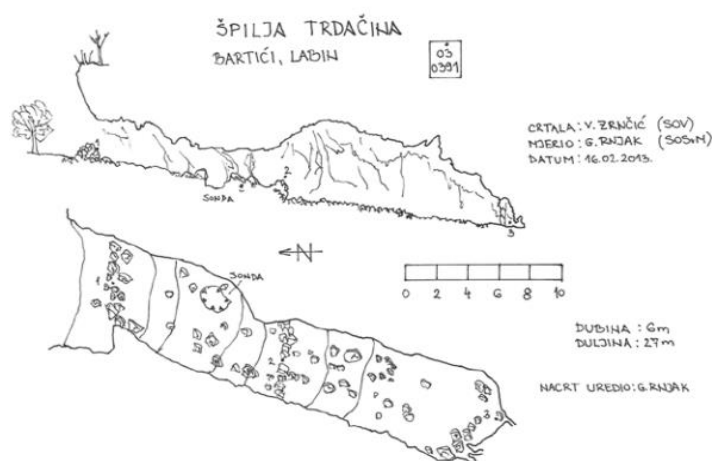 ŠPILJA TRDAČINA
BARTIĆI, LABIN
03
0391
CRTALA: V. ZRNČIĆ (SOV)
MJERIO: G. RNJAK (SOSVM)
DATUM: 16.02.2013.
2
SONDA
3
N
1
SONDA
2
3
0 2 4 6 8 10
DUBINA: 6m
DULJINA: 27m
NACRT UREDIO: G.RNJAK